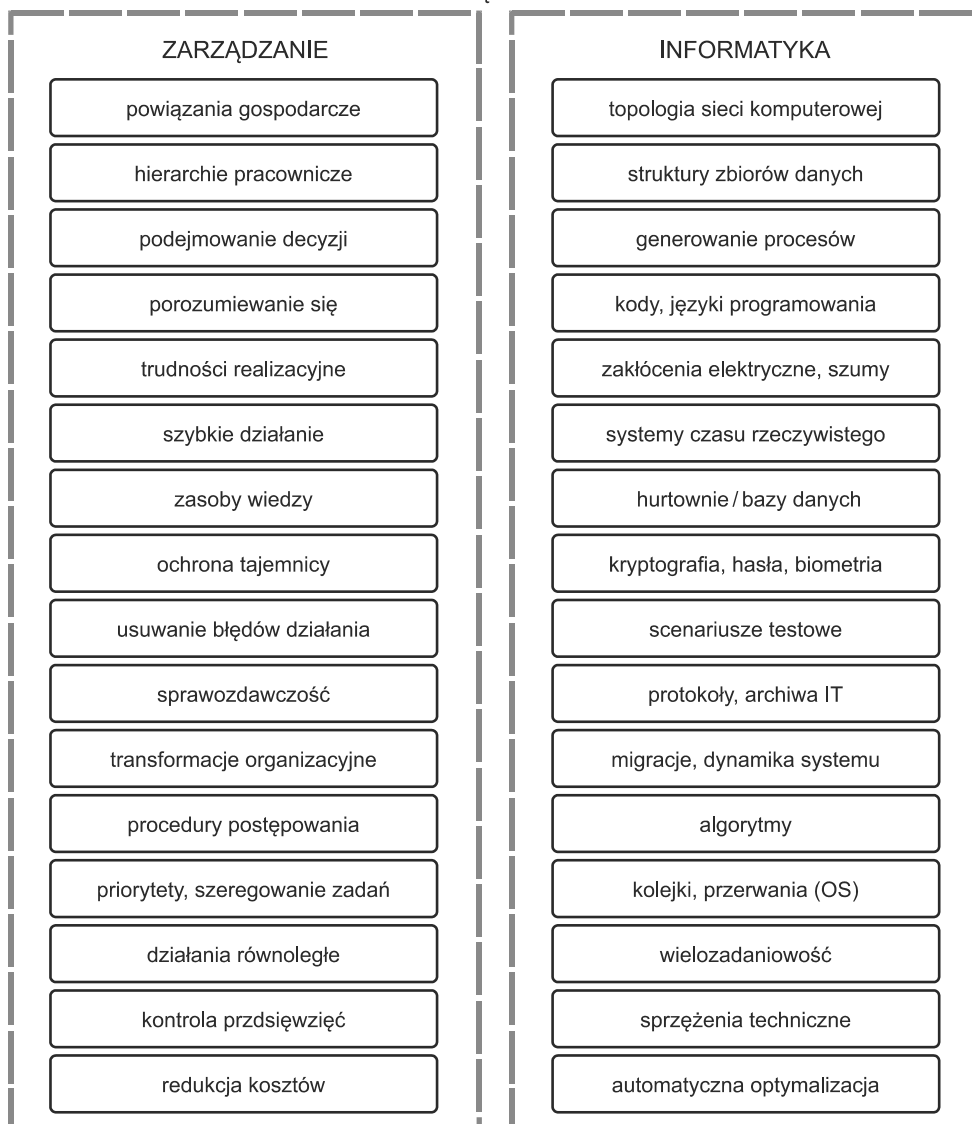 ZARZĄDZANIE
powiązania gospodarcze
hierarchie pracownicze
podejmowanie decyzji
porozumiewanie się
trudności realizacyjne
szybkie działanie
zasoby wiedzy
ochrona tajemnicy
usuwanie błędów działania
sprawozdawczość
transformacje organizacyjne
procedury postępowania
priorytety, szeregowanie zadań
działania równoległe
kontrola przdsięwzięć
redukcja kosztów
INFORMATYKA
topologia sieci komputerowej
struktury zbiorów danych
generowanie procesów
kody, języki programowania
zakłócenia elektryczne, szumy
systemy czasu rzeczywistego
hurtownie / bazy danych
kryptografia, hasła, biometria
scenariusze testowe
protokoły, archiwa IT
migracje, dynamika systemu
algorytmy
kolejki, przerwania (OS)
wielozadaniowość
sprzężenia techniczne
automatyczna optymalizacja